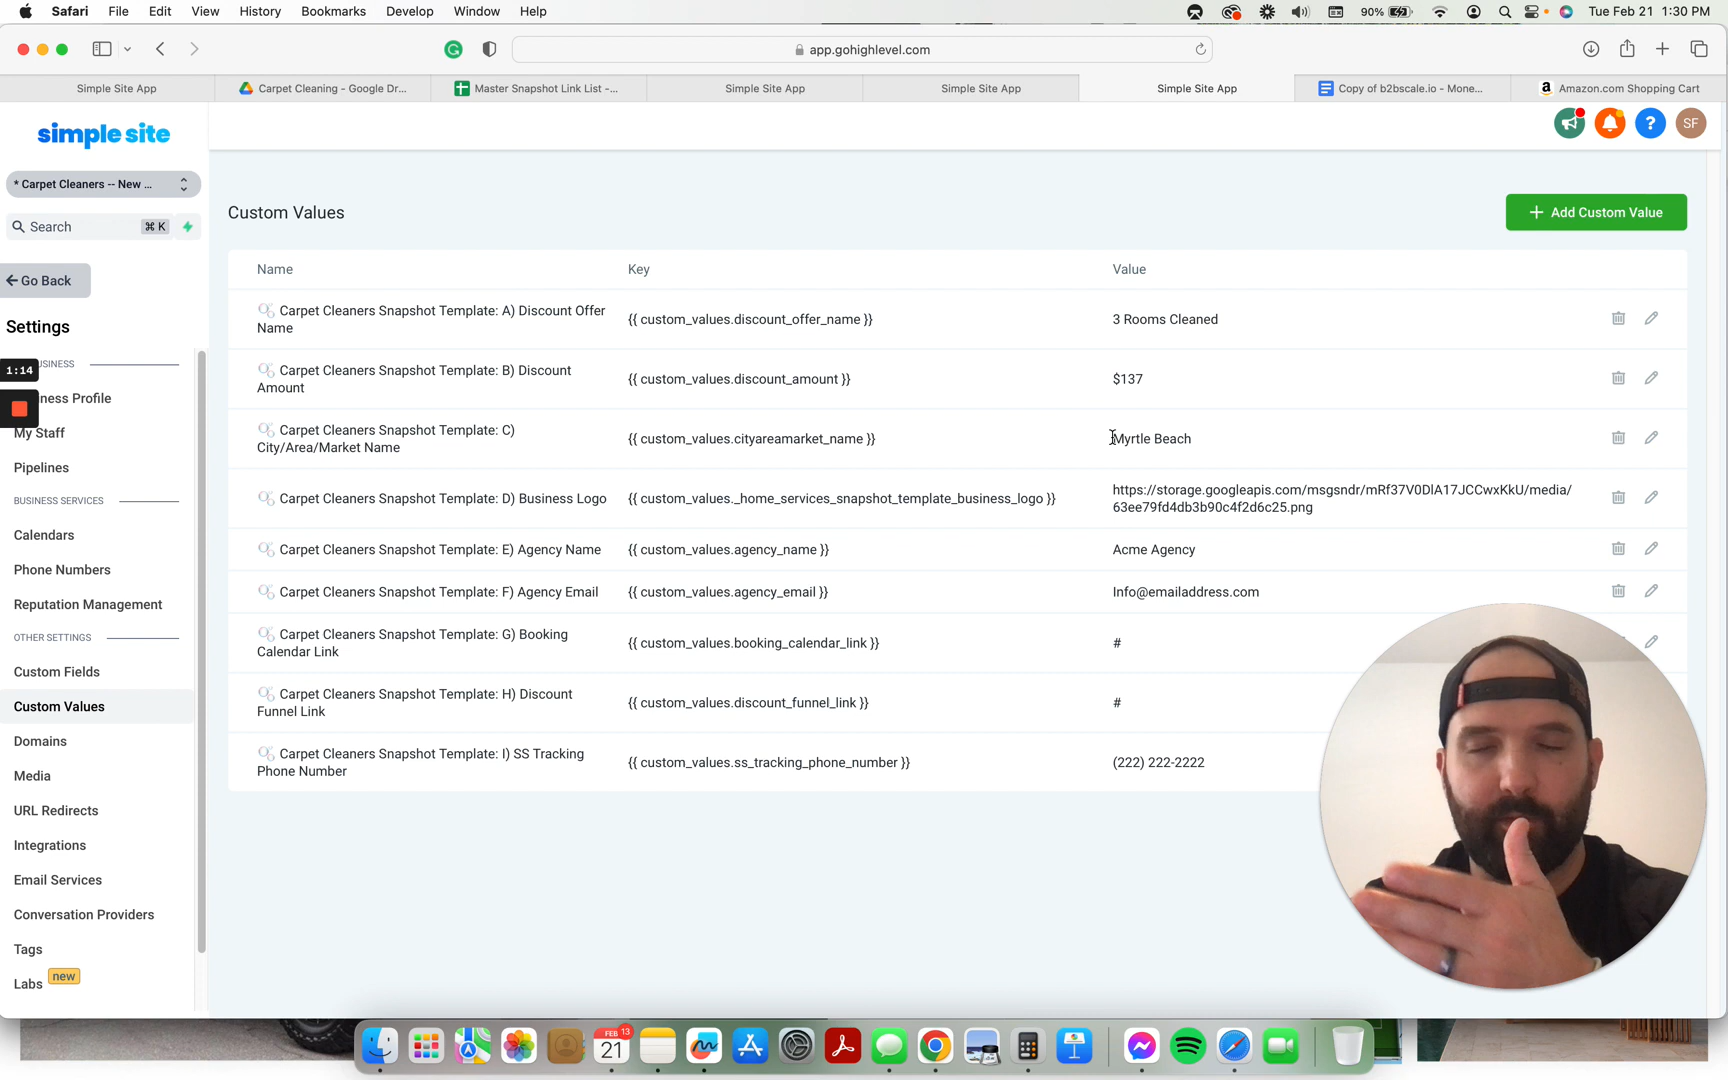 Safari File Edit View History Bookmarks Develop Window Help
90% Tue Feb 21 1:30 PM
app.gohighlevel.com
Simple Site App
Carpet Cleaning - Google Dr...
Master Snapshot Link List -...
Simple Site App
Simple Site App
Simple Site App
Copy of b2bscale.io - Mone...
Amazon.com Shopping Cart
simple site
SF
* Carpet Cleaners -- New ...
Search ⌘ K
Go Back
Settings
1:14
Business Profile
My Staff
Pipelines
BUSINESS SERVICES
Calendars
Phone Numbers
Reputation Management
OTHER SETTINGS
Custom Fields
Custom Values
Domains
Media
URL Redirects
Integrations
Email Services
Conversation Providers
Tags
Labs new
Custom Values
+ Add Custom Value
Name Key Value
Carpet Cleaners Snapshot Template: A) Discount Offer
Name
{{ custom_values.discount_offer_name }}
3 Rooms Cleaned
Carpet Cleaners Snapshot Template: B) Discount
Amount
{{ custom_values.discount_amount }}
$137
Carpet Cleaners Snapshot Template: C)
City/Area/Market Name
{{ custom_values.cityareamarket_name }}
Myrtle Beach
Carpet Cleaners Snapshot Template: D) Business Logo
{{ custom_values._home_services_snapshot_template_business_logo }}
https://storage.googleapis.com/msgsndr/mRf37V0DlA17JCCwxKkU/media/
63ee79fd4db3b90c4f2d6c25.png
Carpet Cleaners Snapshot Template: E) Agency Name
{{ custom_values.agency_name }}
Acme Agency
Carpet Cleaners Snapshot Template: F) Agency Email
{{ custom_values.agency_email }}
Info@emailaddress.com
Carpet Cleaners Snapshot Template: G) Booking
Calendar Link
{{ custom_values.booking_calendar_link }}
#
Carpet Cleaners Snapshot Template: H) Discount
Funnel Link
{{ custom_values.discount_funnel_link }}
#
Carpet Cleaners Snapshot Template: I) SS Tracking
Phone Number
{{ custom_values.ss_tracking_phone_number }}
(222) 222-2222
FEB 13
21